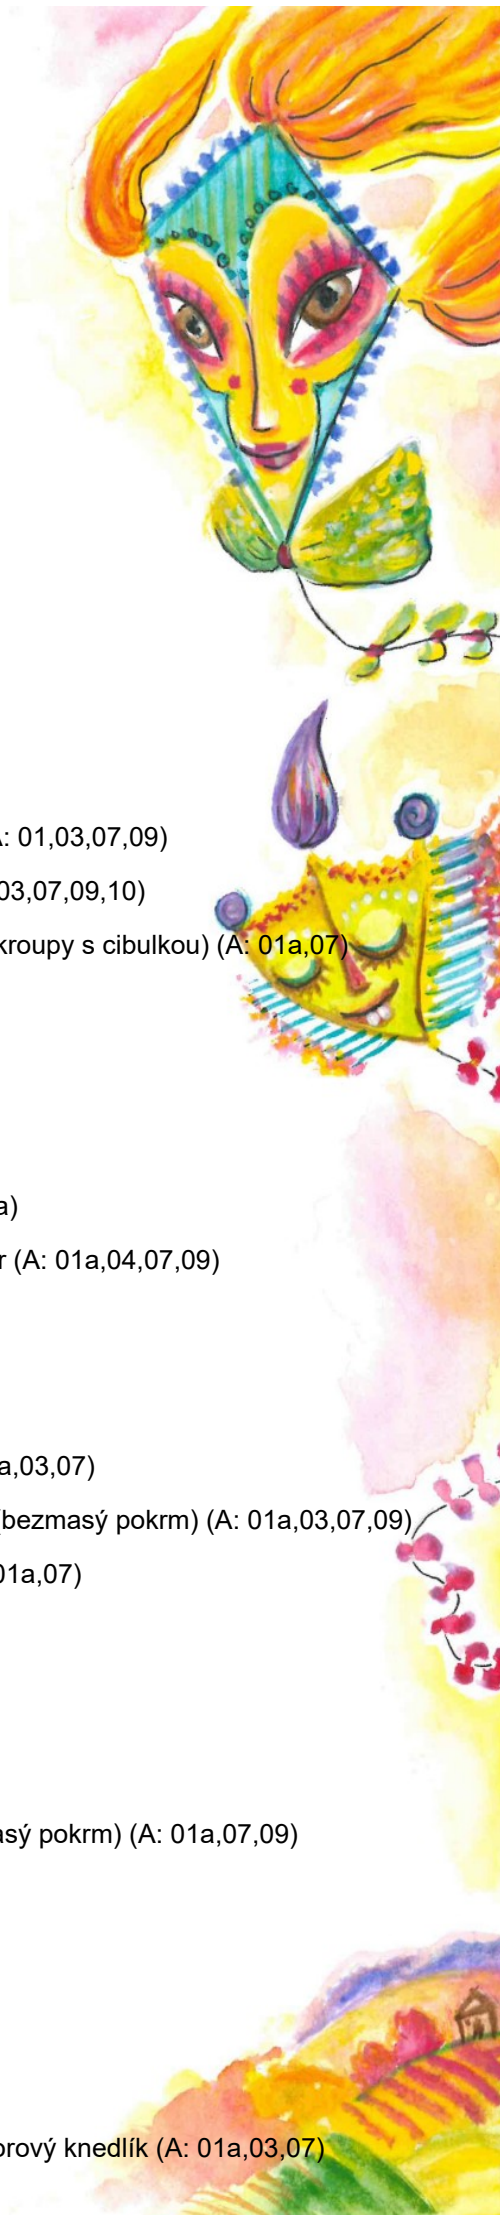 : 01,03,07,09)
03,07,09,10)
kroupy s cibulkou) (A: 01a,07)
a)
r (A: 01a,04,07,09)
a,03,07)
bezmasý pokrm) (A: 01a,03,07,09)
01a,07)
asý pokrm) (A: 01a,07,09)
orový knedlík (A: 01a,03,07)